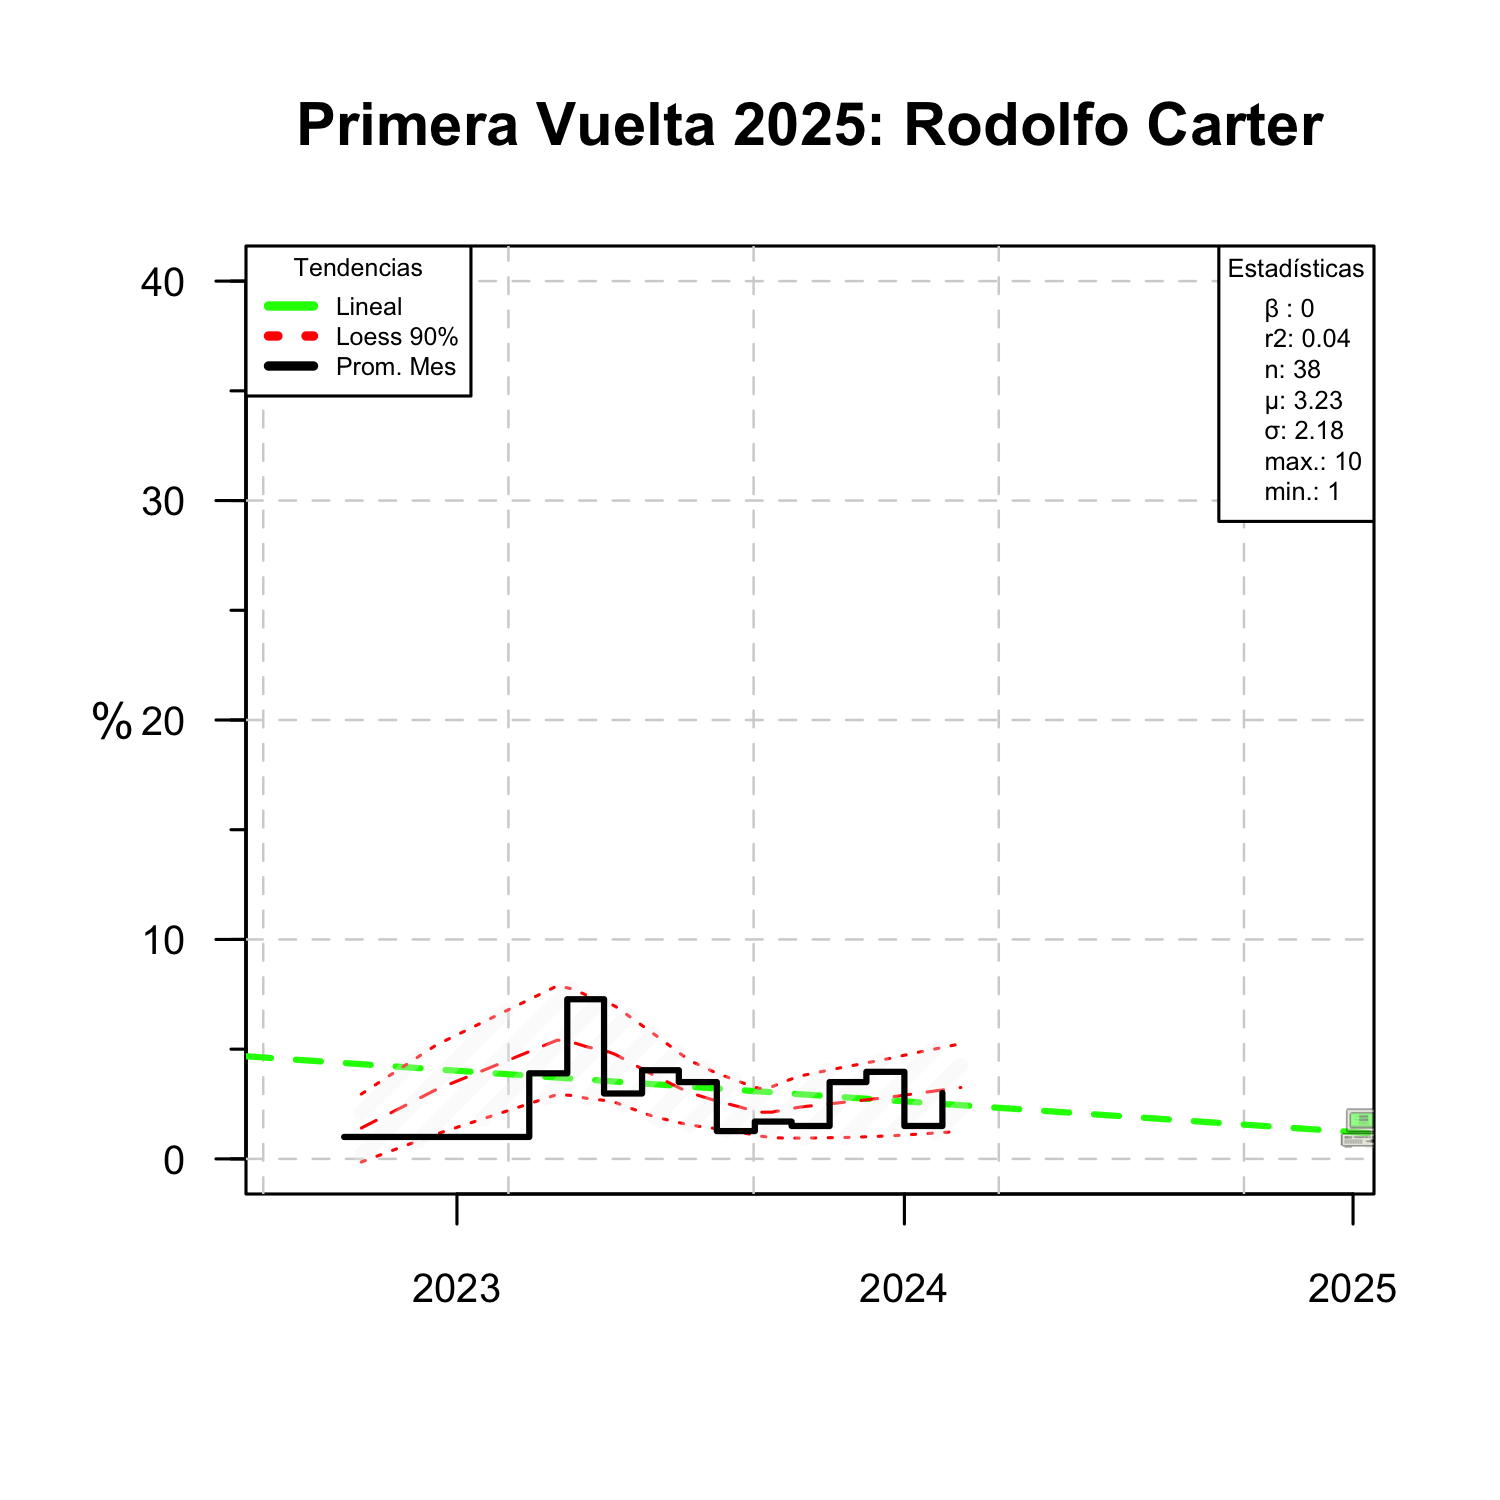 Primera Vuelta 2025: Rodolfo Carter
Tendencias
Lineal
Loess 90%
Prom. Mes
Estadísticas
β : 0
r2: 0.04
n: 38
μ: 3.23
σ: 2.18
max.: 10
min.: 1
40
30
% 20
10
0
2023 2024 2025